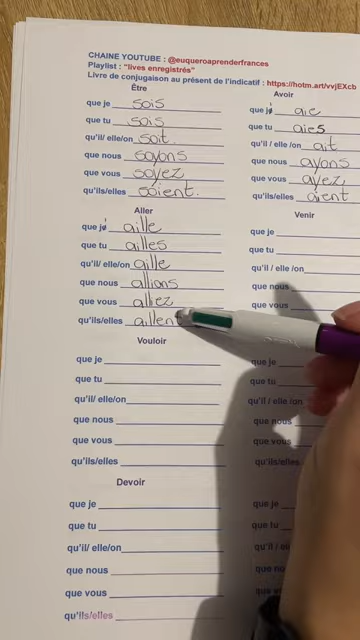 CHAINE YOUTUBE : @euqueroaprenderfrances
Playlist : "lives enregistrés"
Livre de conjugaison au présent de l'indicatif : https://hotm.art/vvjEXcb
Être
que je sois
que tu sois
qu'il/ elle/on soit.
que nous soyons
que vous soyez
qu'ils/elles soient.
Avoir
que j' aie
que tu aies
qu'il / elle /on ait
que nous ayons
que vous ayez,
qu'ils/elles aient
Aller
que j' aille
que tu ailles
qu'il/ elle/on aille
que nous allions
que vous alliez
qu'ils/elles aillent
Venir
que je
que tu
qu'il / elle /on
que nous
que vous
Vouloir
que je
que tu
qu'il/ elle/on
que nous
que vous
qu'ils/elles
que je
que tu
qu'il / elle /on
que nous
que vous
qu'ils/elles
Devoir
que je
que tu
qu'il/ elle/on
que nous
que vous
qu'ils/elles
que je
que tu